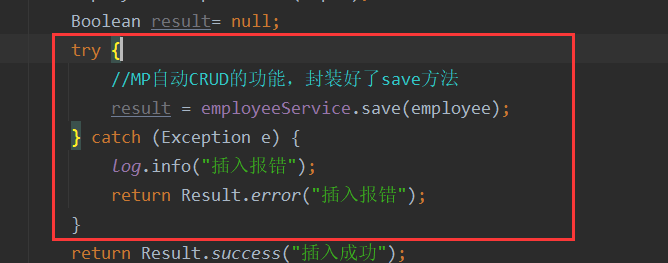 Boolean result= null;
try {
//MP自动CRUD的功能，封装好了save方法
result = employeeService.save(employee);
} catch (Exception e) {
log.info("插入报错");
return Result.error("插入报错");
}
return Result.success("插入成功");